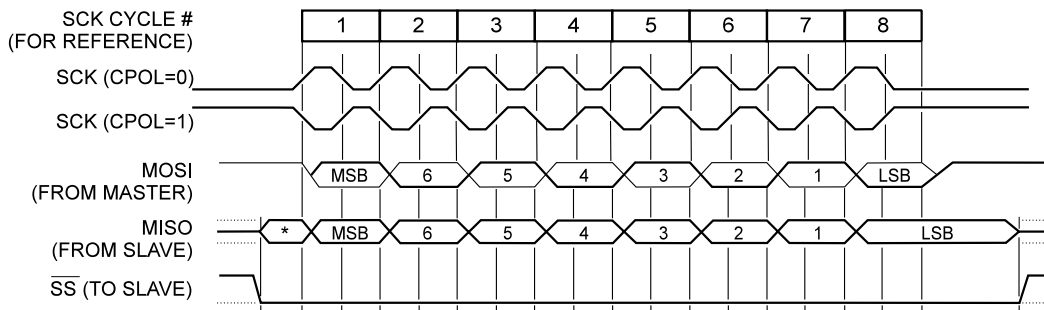 SCK CYCLE # 1 2 3 4 5 6 7 8
(FOR REFERENCE)
SCK (CPOL=0)
SCK (CPOL=1)
MOSI MSB 6 5 4 3 2 1 LSB
(FROM MASTER)
MISO * MSB 6 5 4 3 2 1 LSB
(FROM SLAVE)
SS (TO SLAVE)